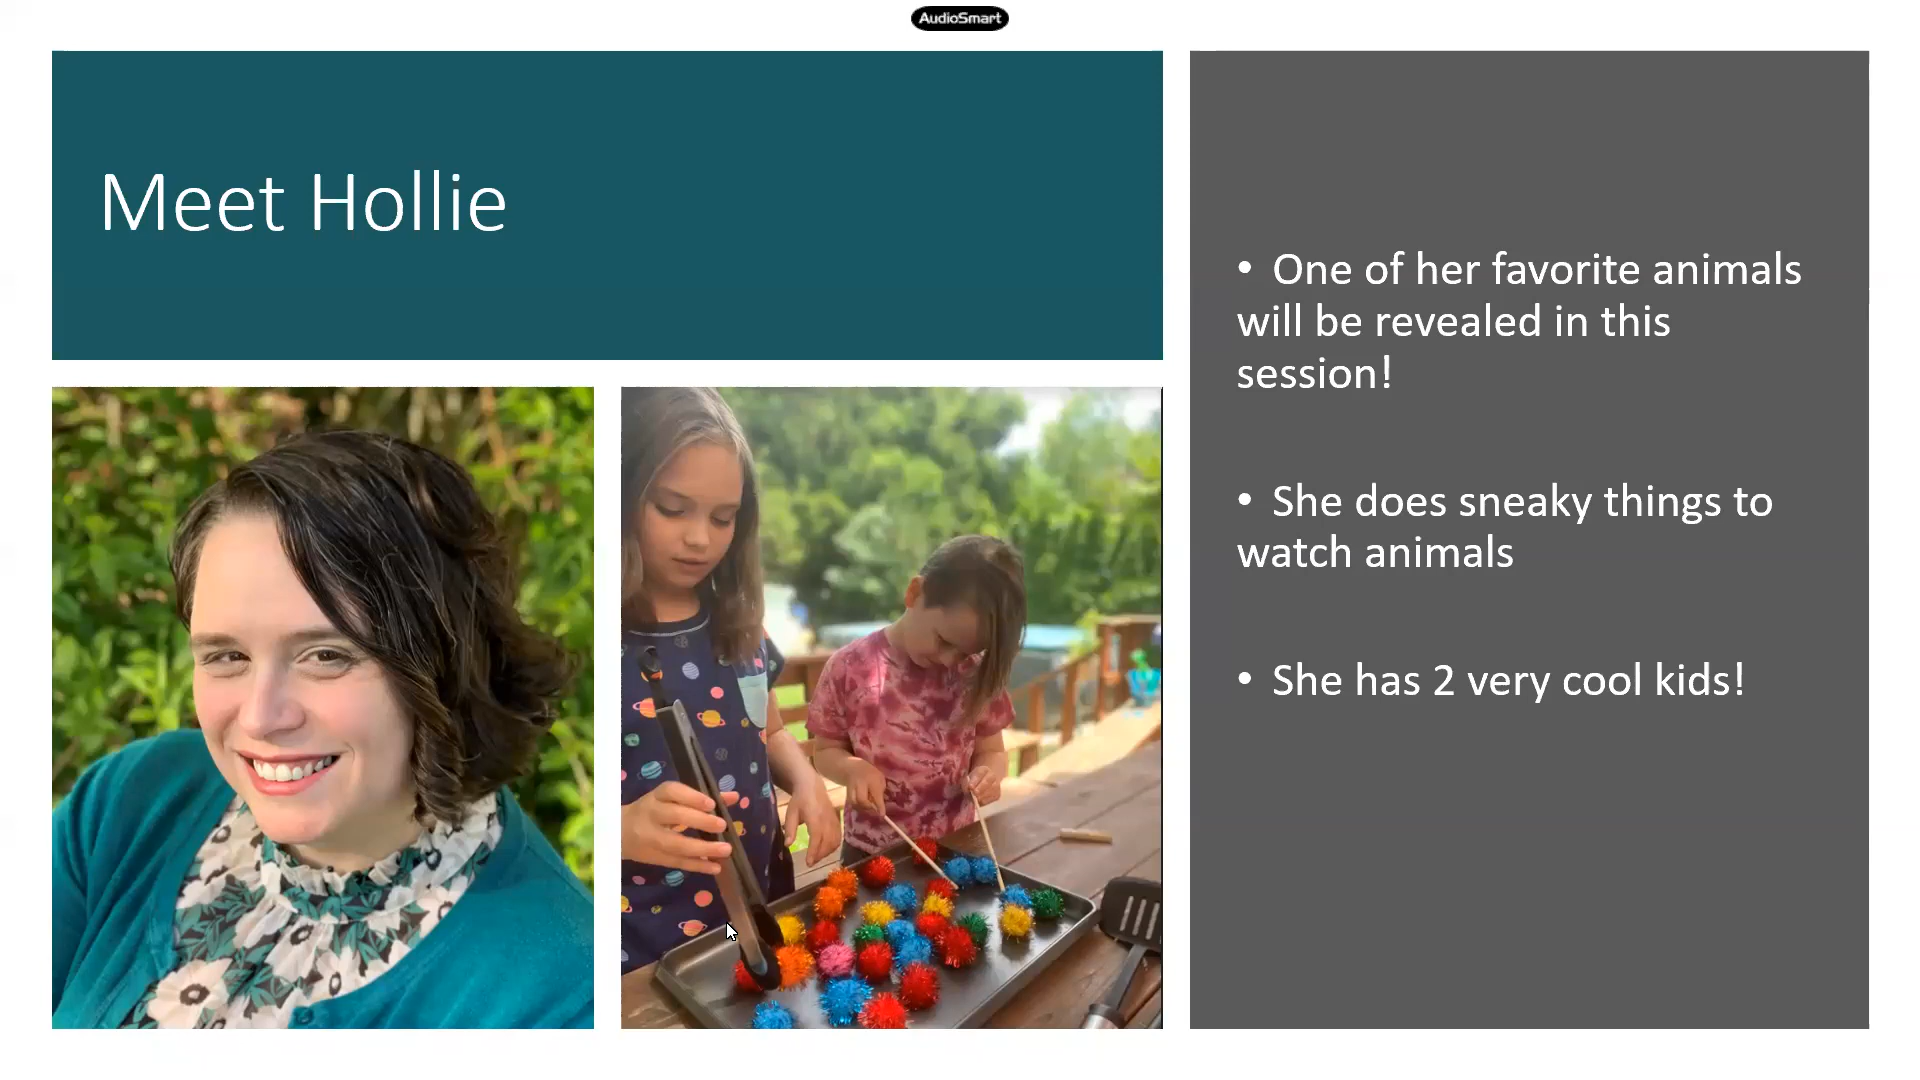 AudioSmart
Meet Hollie
• One of her favorite animals
will be revealed in this
session!
• She does sneaky things to
watch animals
• She has 2 very cool kids!